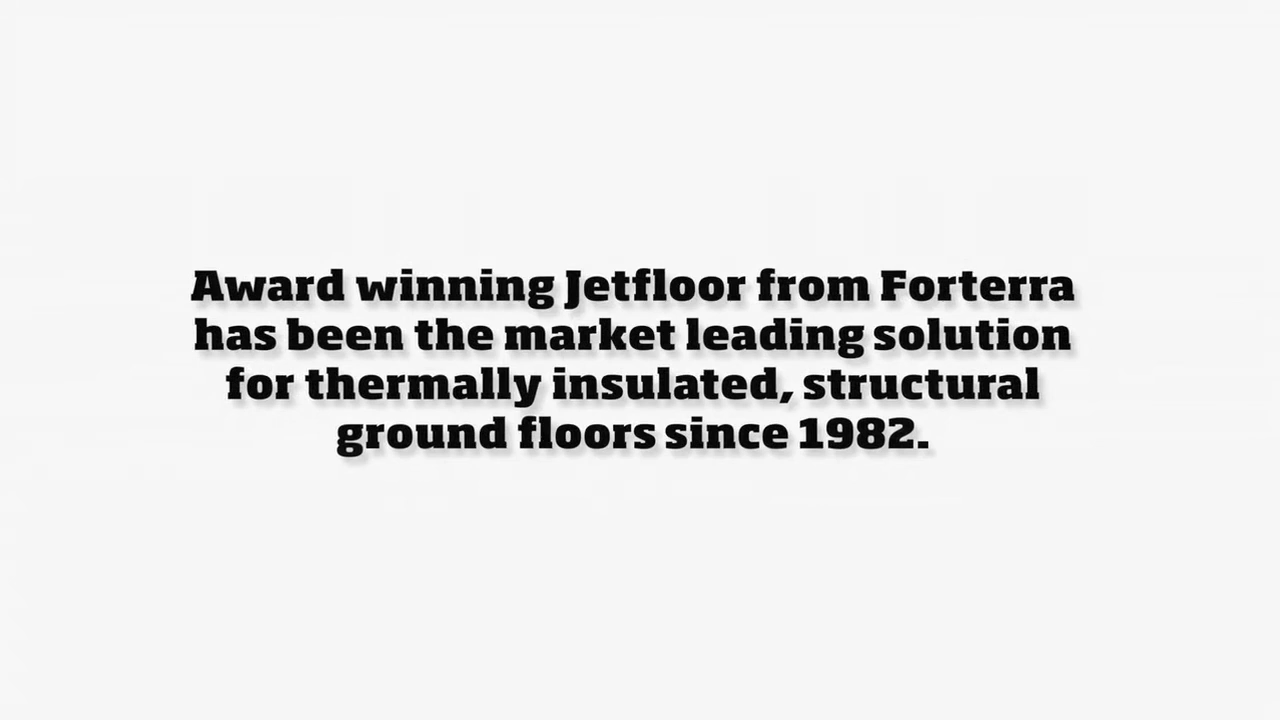 Award winning Jetfloor from Forterra
has been the market leading solution
for thermally insulated, structural
ground floors since 1982.